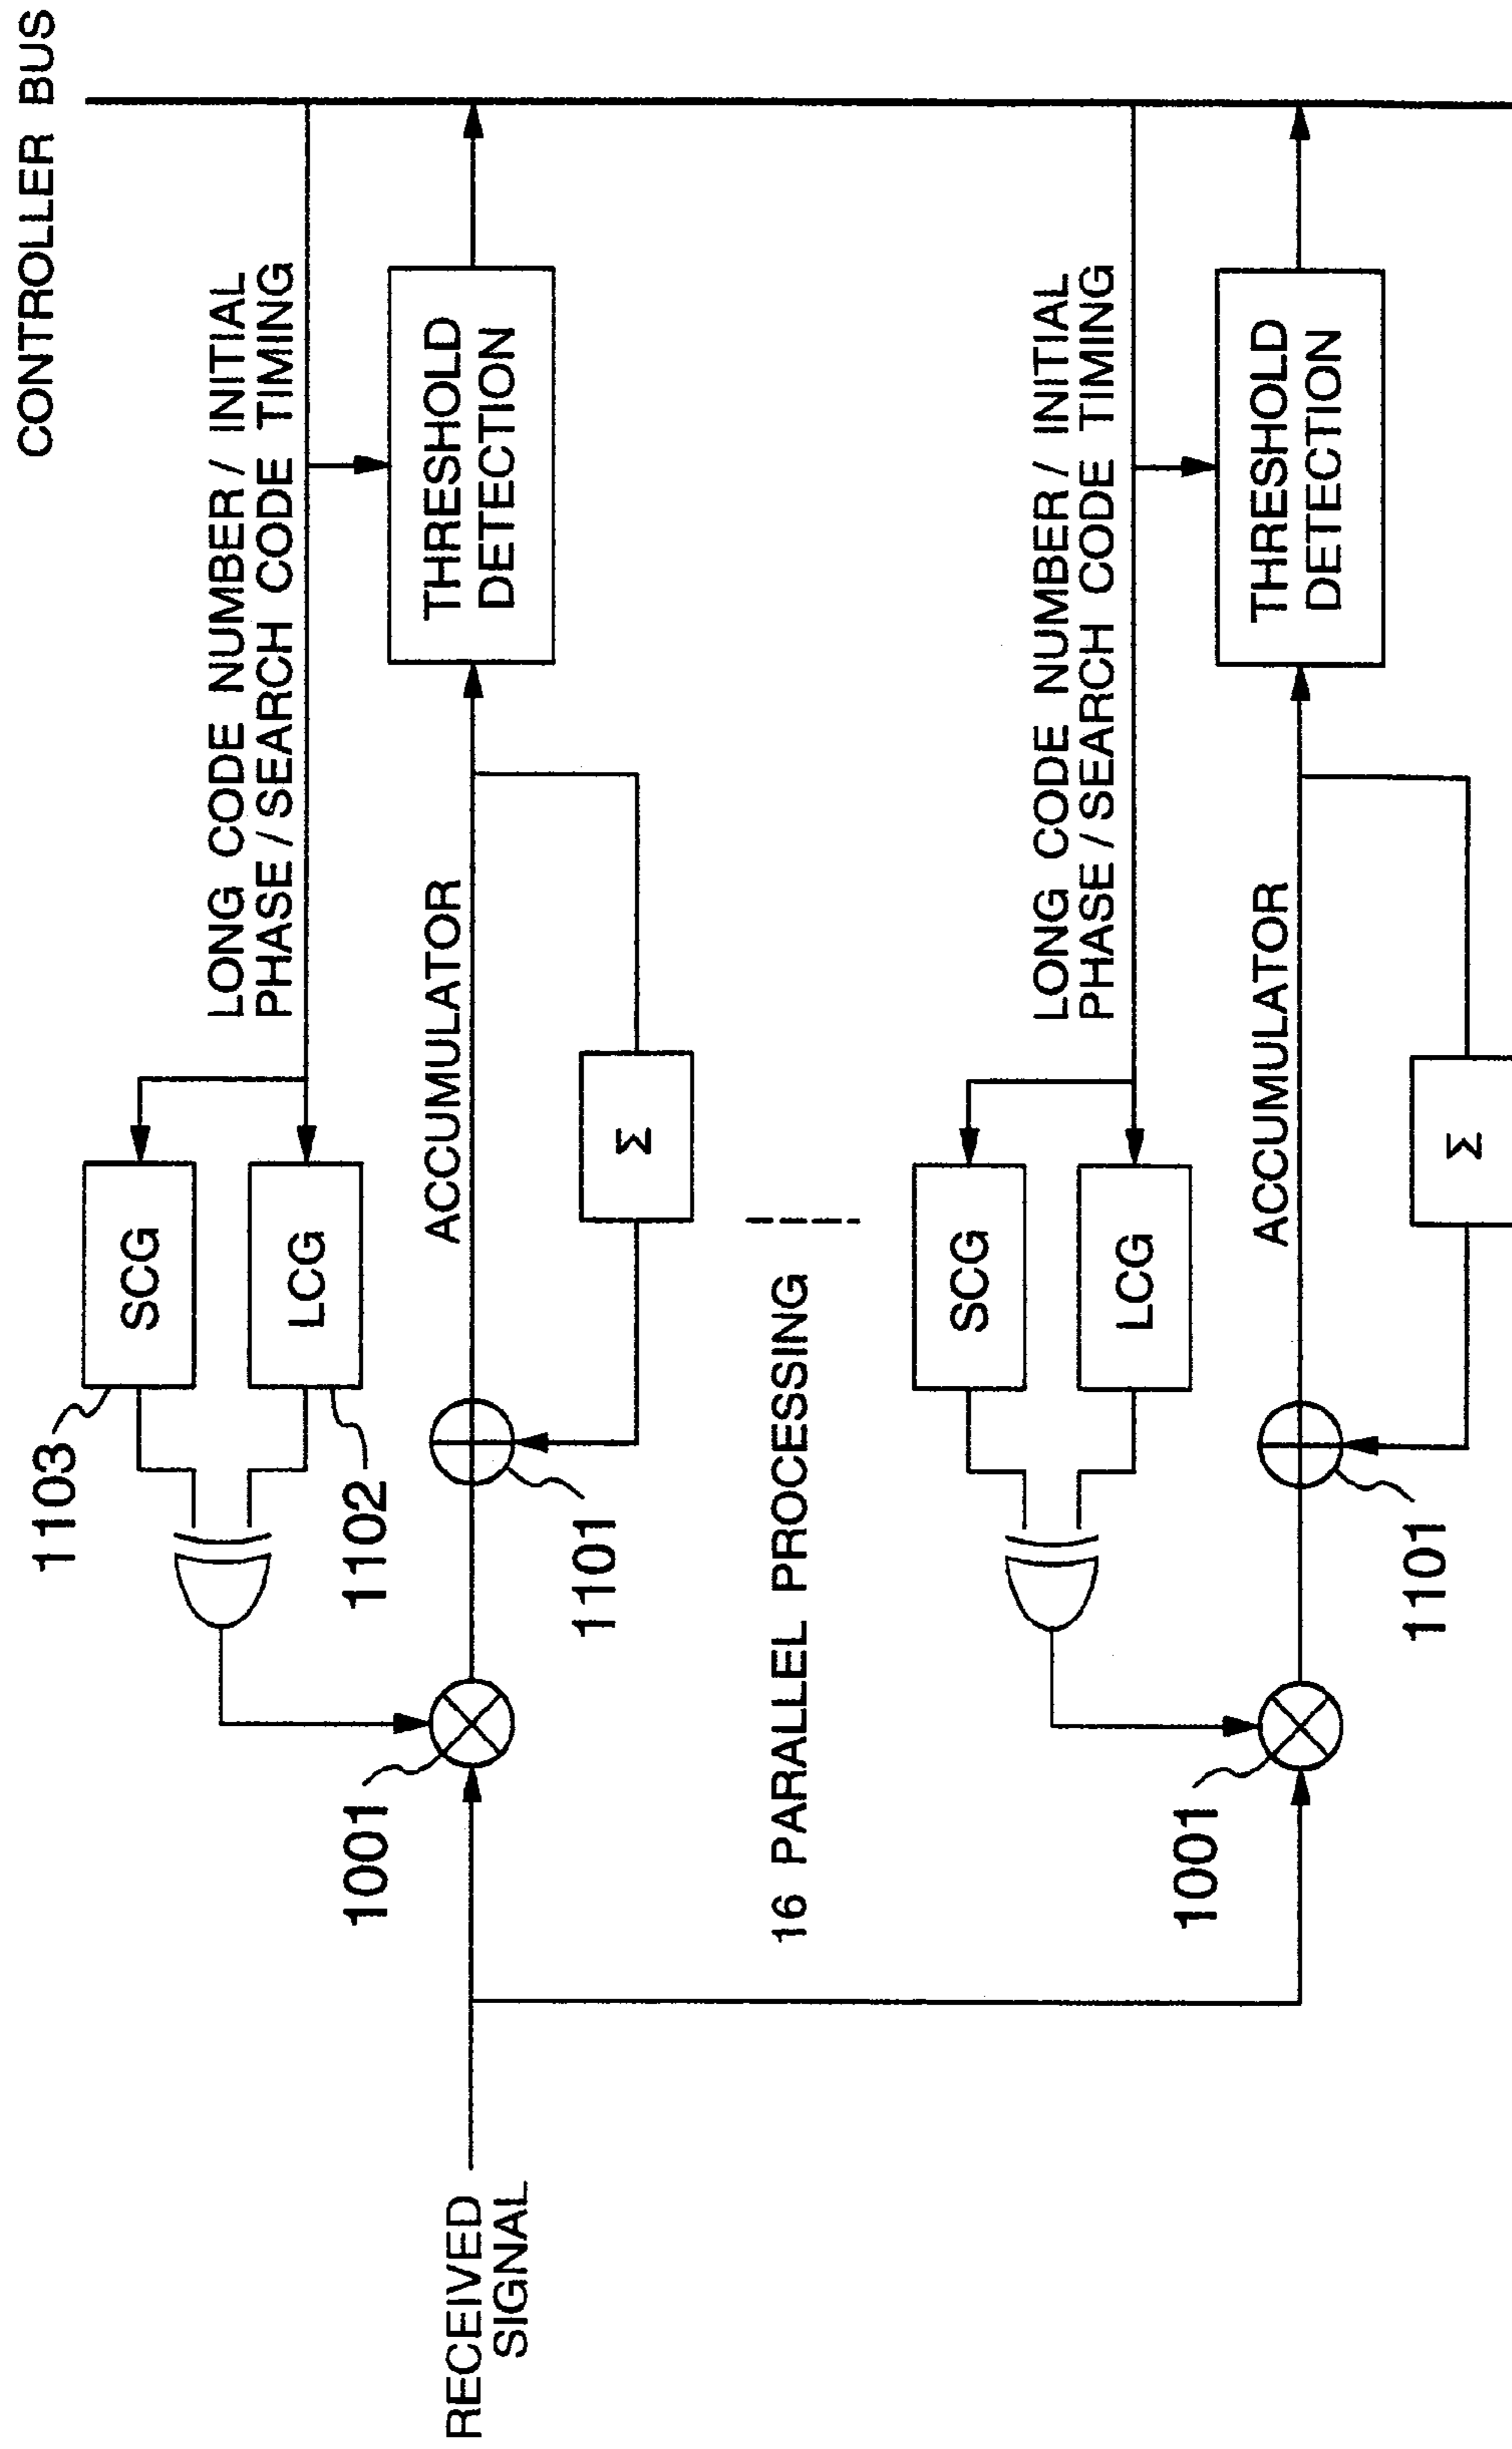 CONTROLLER BUS
1103
SCG
LONG CODE NUMBER / INITIAL
PHASE / SEARCH CODE TIMING
LCG
1102
1001
ACCUMULATOR
THRESHOLD
DETECTION
RECEIVED
SIGNAL
1101
Σ
16 PARALLEL PROCESSING
SCG
LONG CODE NUMBER / INITIAL
PHASE / SEARCH CODE TIMING
LCG
1001
ACCUMULATOR
THRESHOLD
DETECTION
1101
Σ